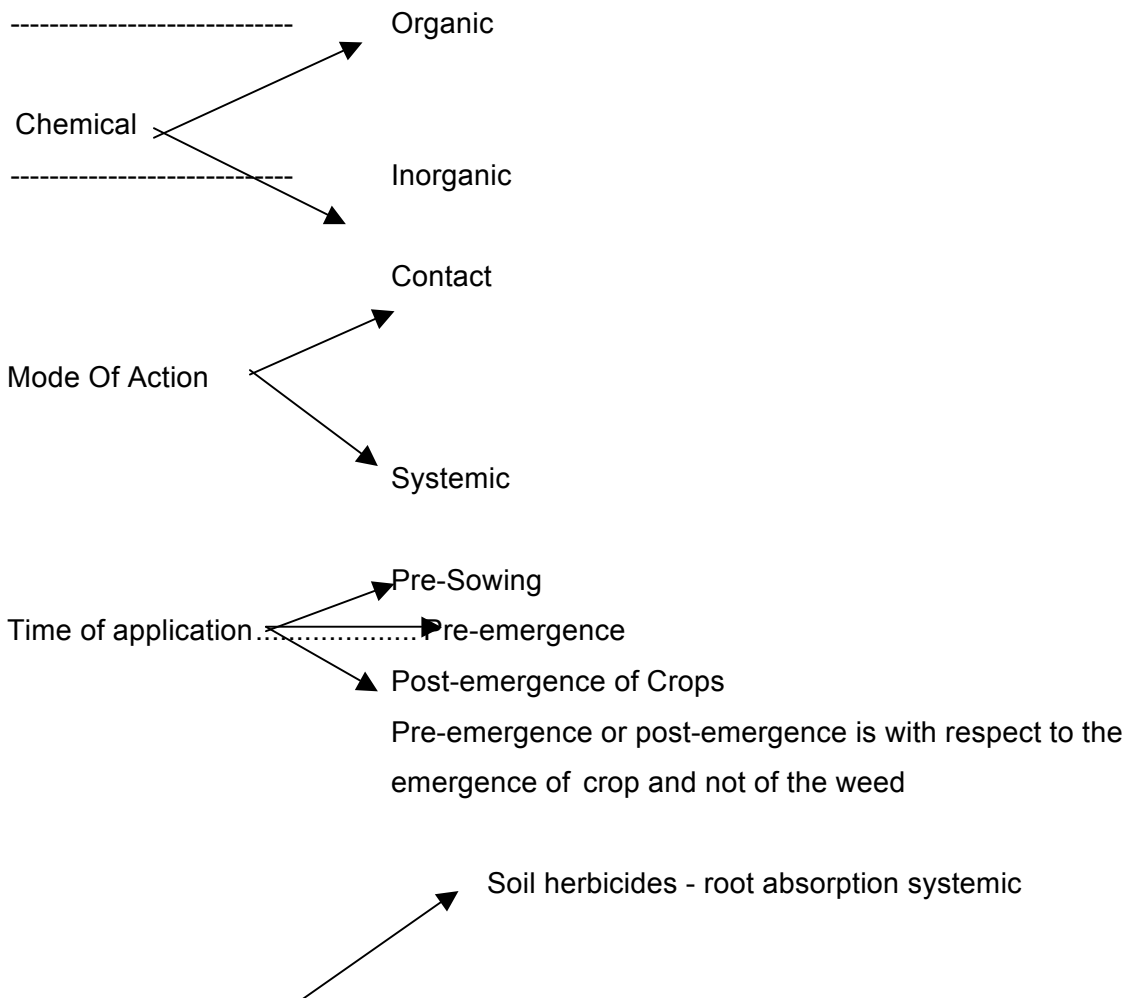 ---------------------------- Organic
Chemical
---------------------------- Inorganic
Contact
Mode Of Action
Systemic
Pre-Sowing
Time of application.................... Pre-emergence
Post-emergence of Crops
Pre-emergence or post-emergence is with respect to the
emergence of crop and not of the weed
Soil herbicides - root absorption systemic